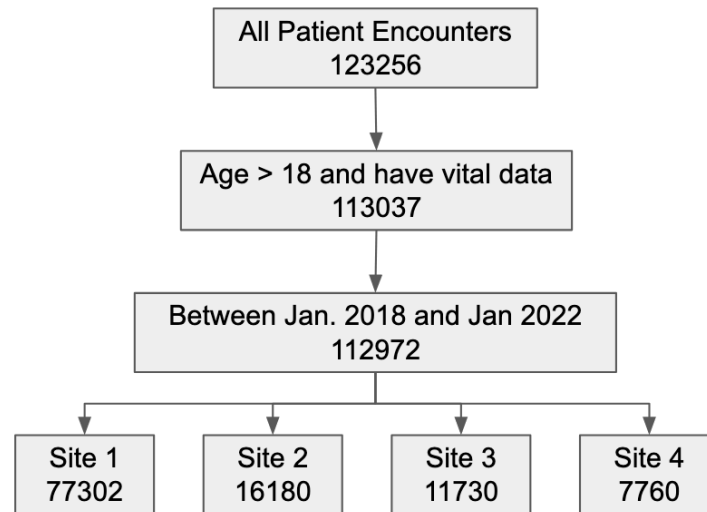 All Patient Encounters
123256
Age > 18 and have vital data
113037
Between Jan. 2018 and Jan 2022
112972
Site 1
77302
Site 2
16180
Site 3
11730
Site 4
7760